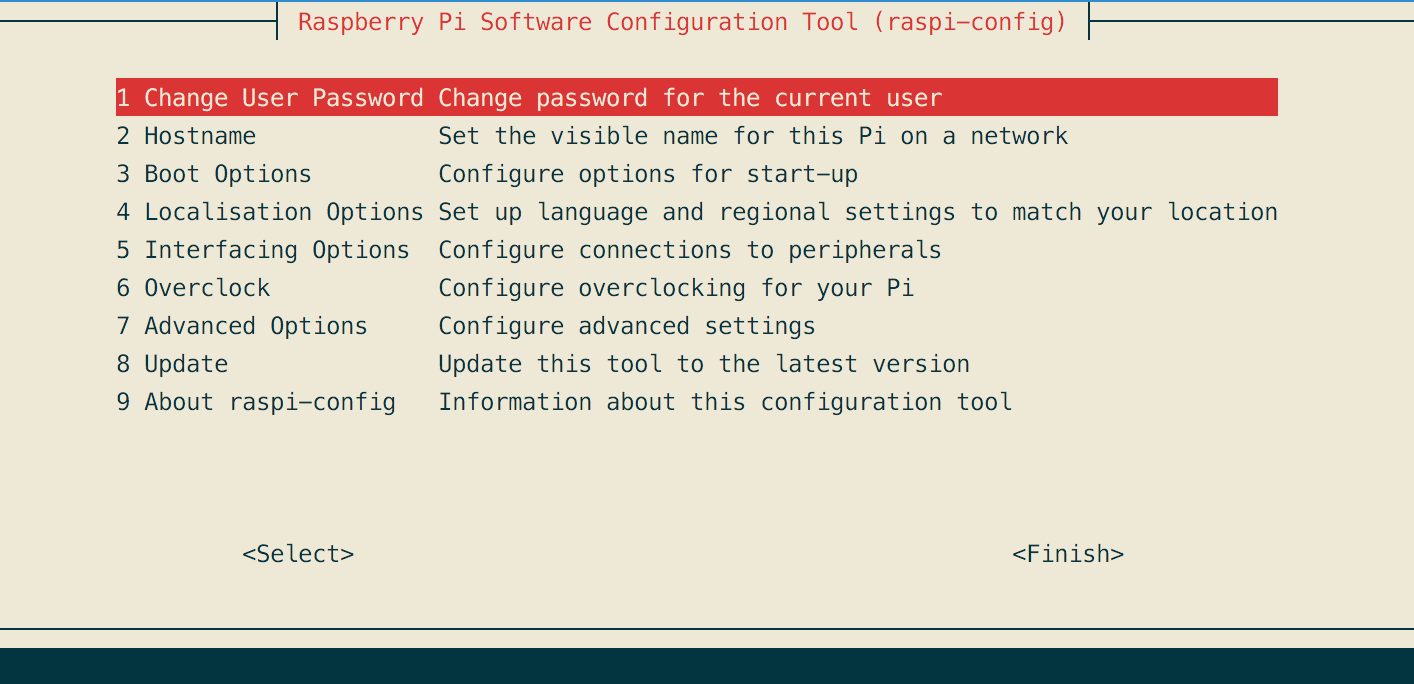 Raspberry Pi Software Configuration Tool (raspi-config)
1 Change User Password Change password for the current user
2 Hostname Set the visible name for this Pi on a network
3 Boot Options Configure options for start-up
4 Localisation Options Set up language and regional settings to match your location
5 Interfacing Options Configure connections to peripherals
6 Overclock Configure overclocking for your Pi
7 Advanced Options Configure advanced settings
8 Update Update this tool to the latest version
9 About raspi-config Information about this configuration tool
<Select> <Finish>